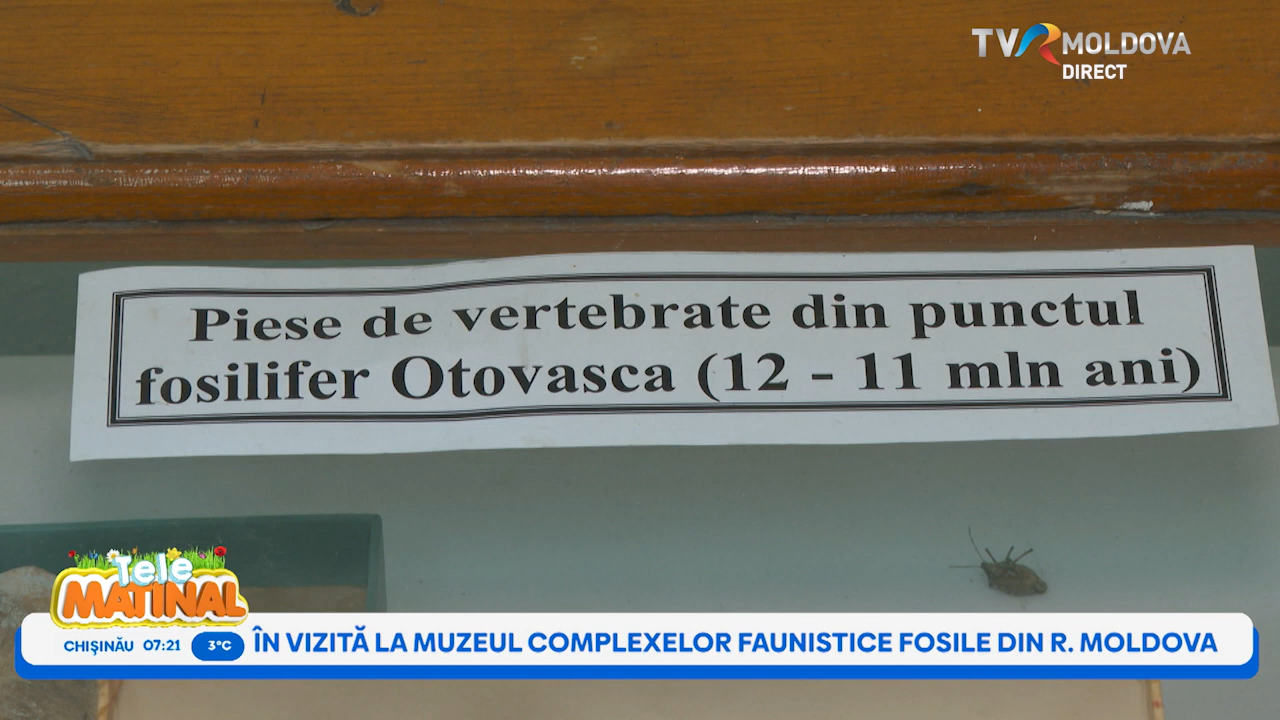 TVR MOLDOVA
DIRECT
Piese de vertebrate din punctul
fosilifer Otovasca (12 - 11 mln ani)
Tele
MATINAL
CHIȘINĂU 07:21 3°C
ÎN VIZITĂ LA MUZEUL COMPLEXELOR FAUNISTICE FOSILE DIN R. MOLDOVA